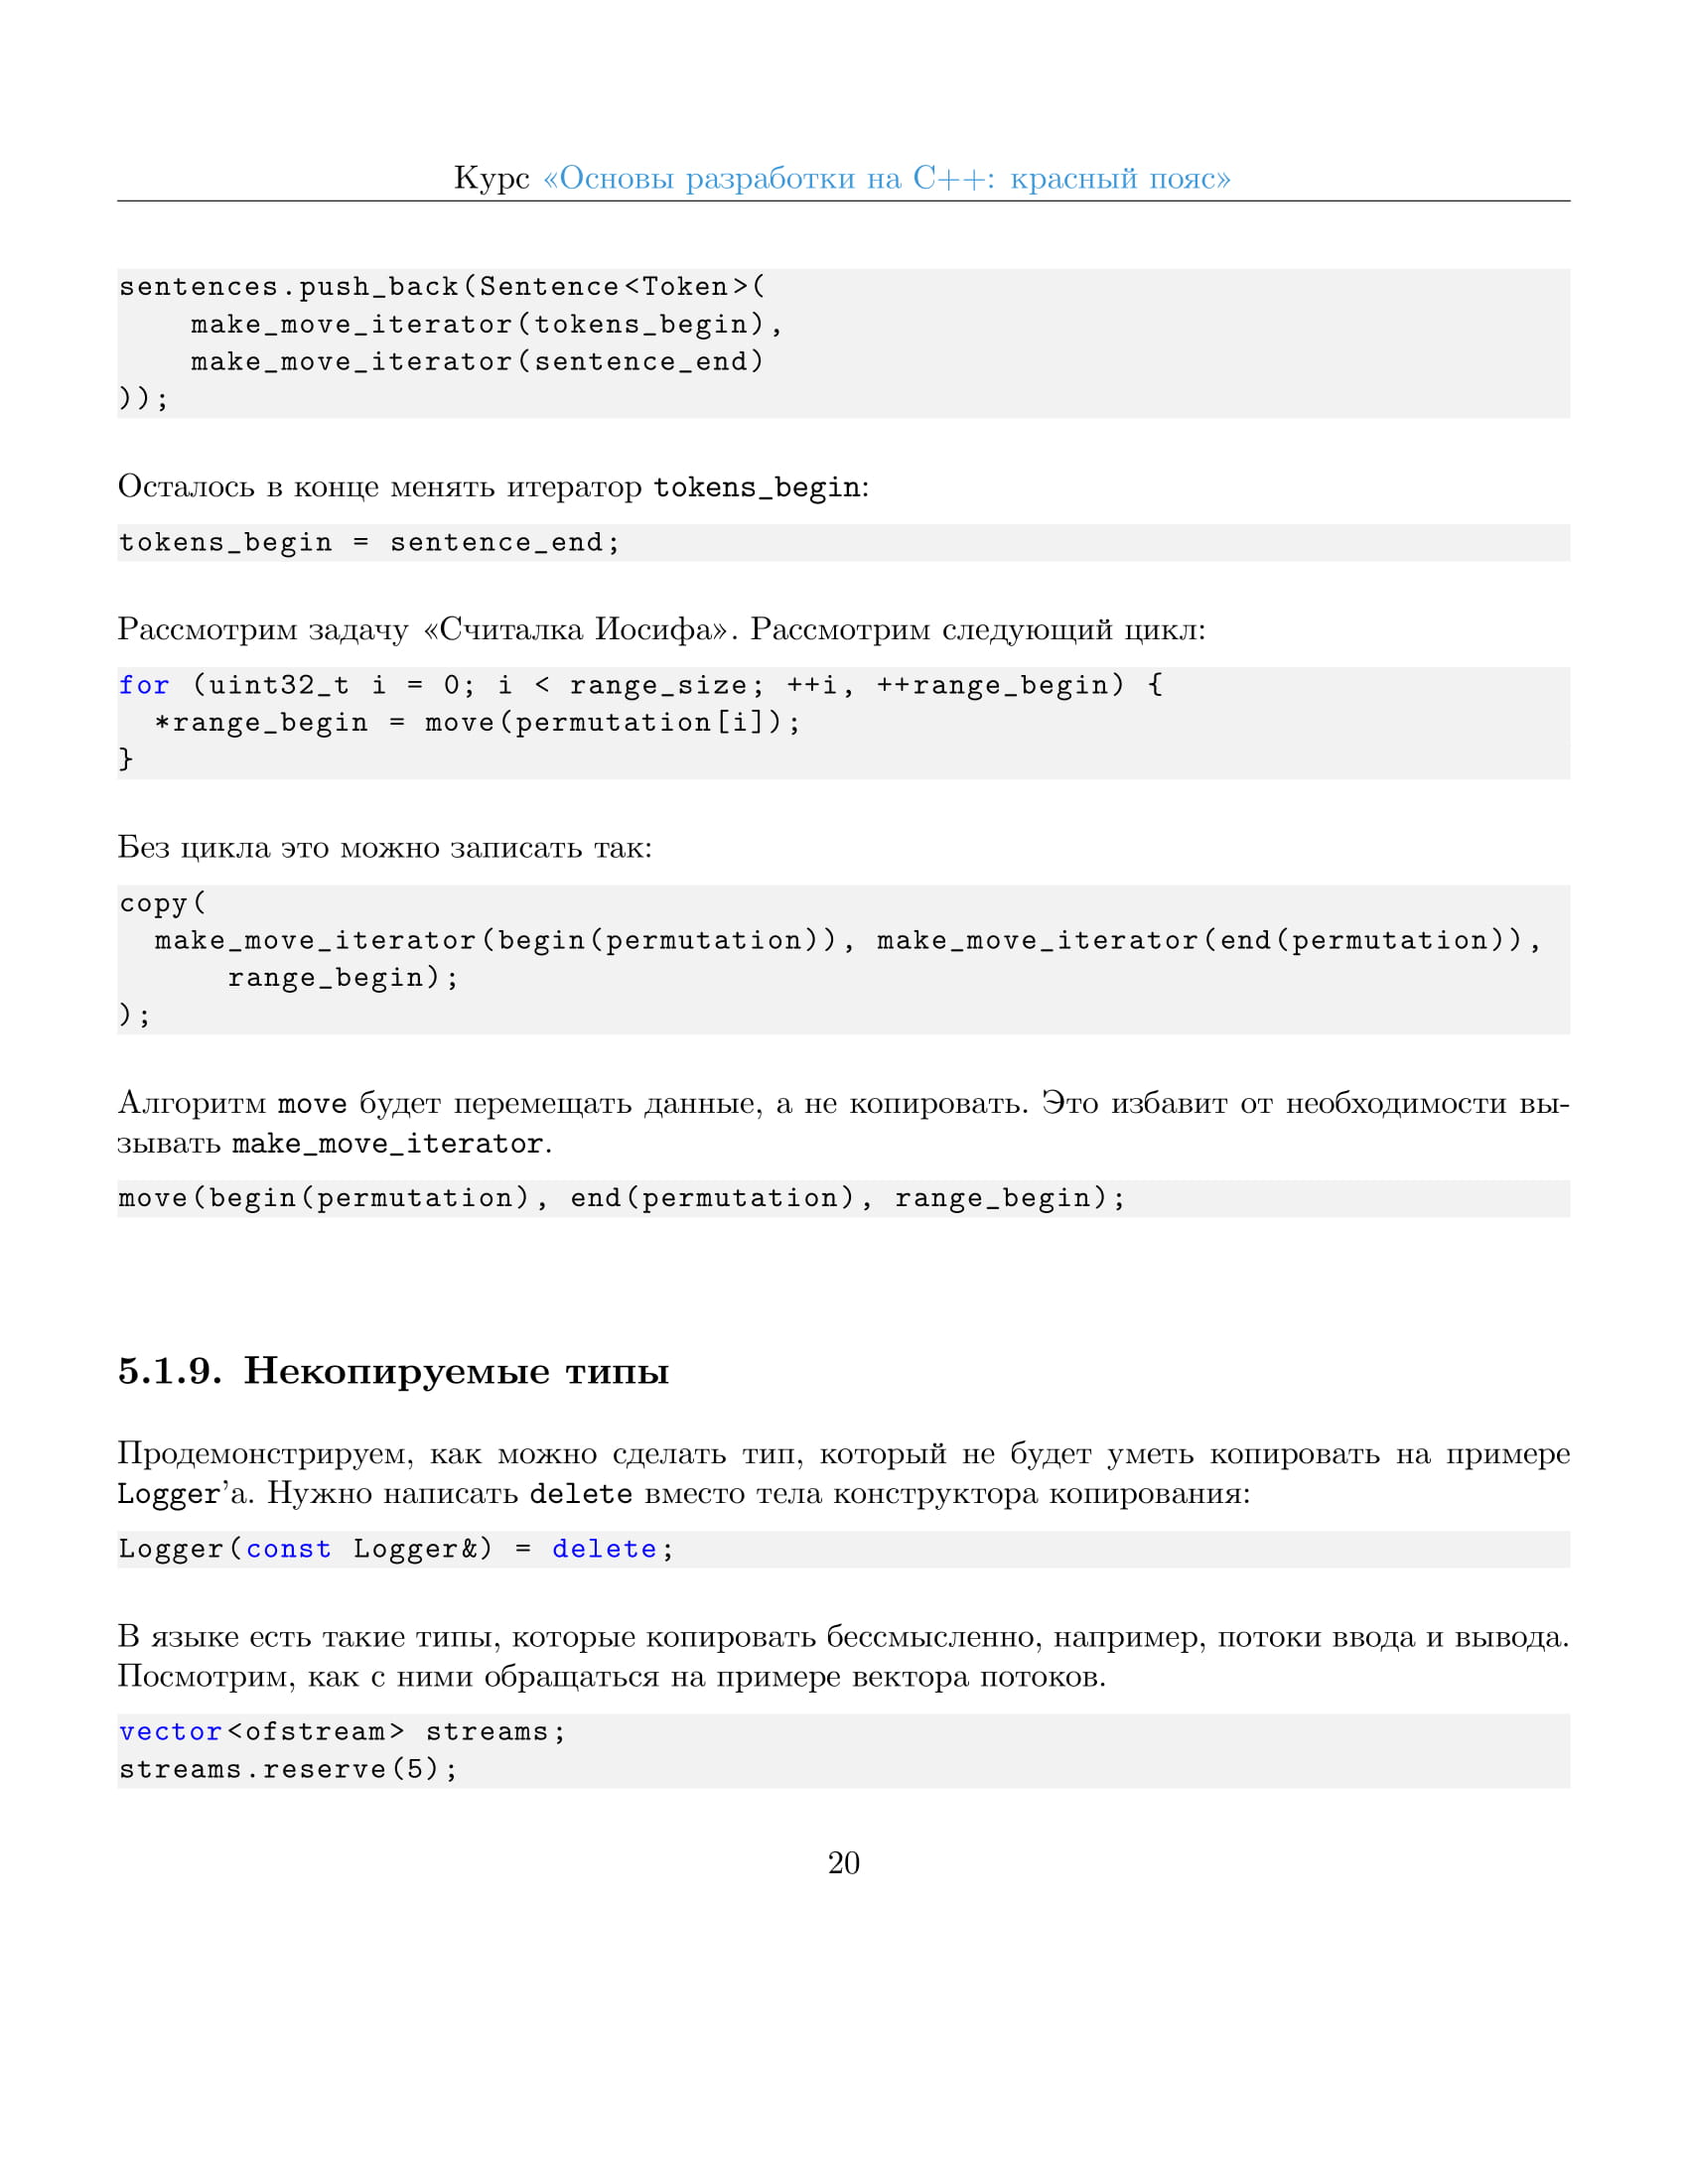 Курс «Основы разработки на C++: красный пояс»
sentences.push_back(Sentence<Token>(
    make_move_iterator(tokens_begin),
    make_move_iterator(sentence_end)
));
Осталось в конце менять итератор tokens_begin:
tokens_begin = sentence_end;
Рассмотрим задачу «Считалка Иосифа». Рассмотрим следующий цикл:
for (uint32_t i = 0; i < range_size; ++i, ++range_begin) {
  *range_begin = move(permutation[i]);
}
Без цикла это можно записать так:
copy(
  make_move_iterator(begin(permutation)), make_move_iterator(end(permutation)),
      range_begin);
);
Алгоритм move будет перемещать данные, а не копировать. Это избавит от необходимости вы-
зывать make_move_iterator.
move(begin(permutation), end(permutation), range_begin);
5.1.9. Некопируемые типы
Продемонстрируем, как можно сделать тип, который не будет уметь копировать на примере
Logger’а. Нужно написать delete вместо тела конструктора копирования:
Logger(const Logger&) = delete;
В языке есть такие типы, которые копировать бессмысленно, например, потоки ввода и вывода.
Посмотрим, как с ними обращаться на примере вектора потоков.
vector<ofstream> streams;
streams.reserve(5);
20